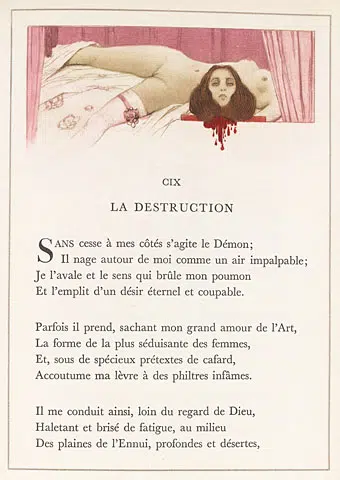 CIX
LA DESTRUCTION
SANS cesse à mes côtés s'agite le Démon;
Il nage autour de moi comme un air impalpable;
Je l'avale et le sens qui brûle mon poumon
Et l'emplit d'un désir éternel et coupable.
Parfois il prend, sachant mon grand amour de l'Art,
La forme de la plus séduisante des femmes,
Et, sous de spécieux prétextes de cafard,
Accoutume ma lèvre à des philtres infâmes.
Il me conduit ainsi, loin du regard de Dieu,
Haletant et brisé de fatigue, au milieu
Des plaines de l'Ennui, profondes et désertes,